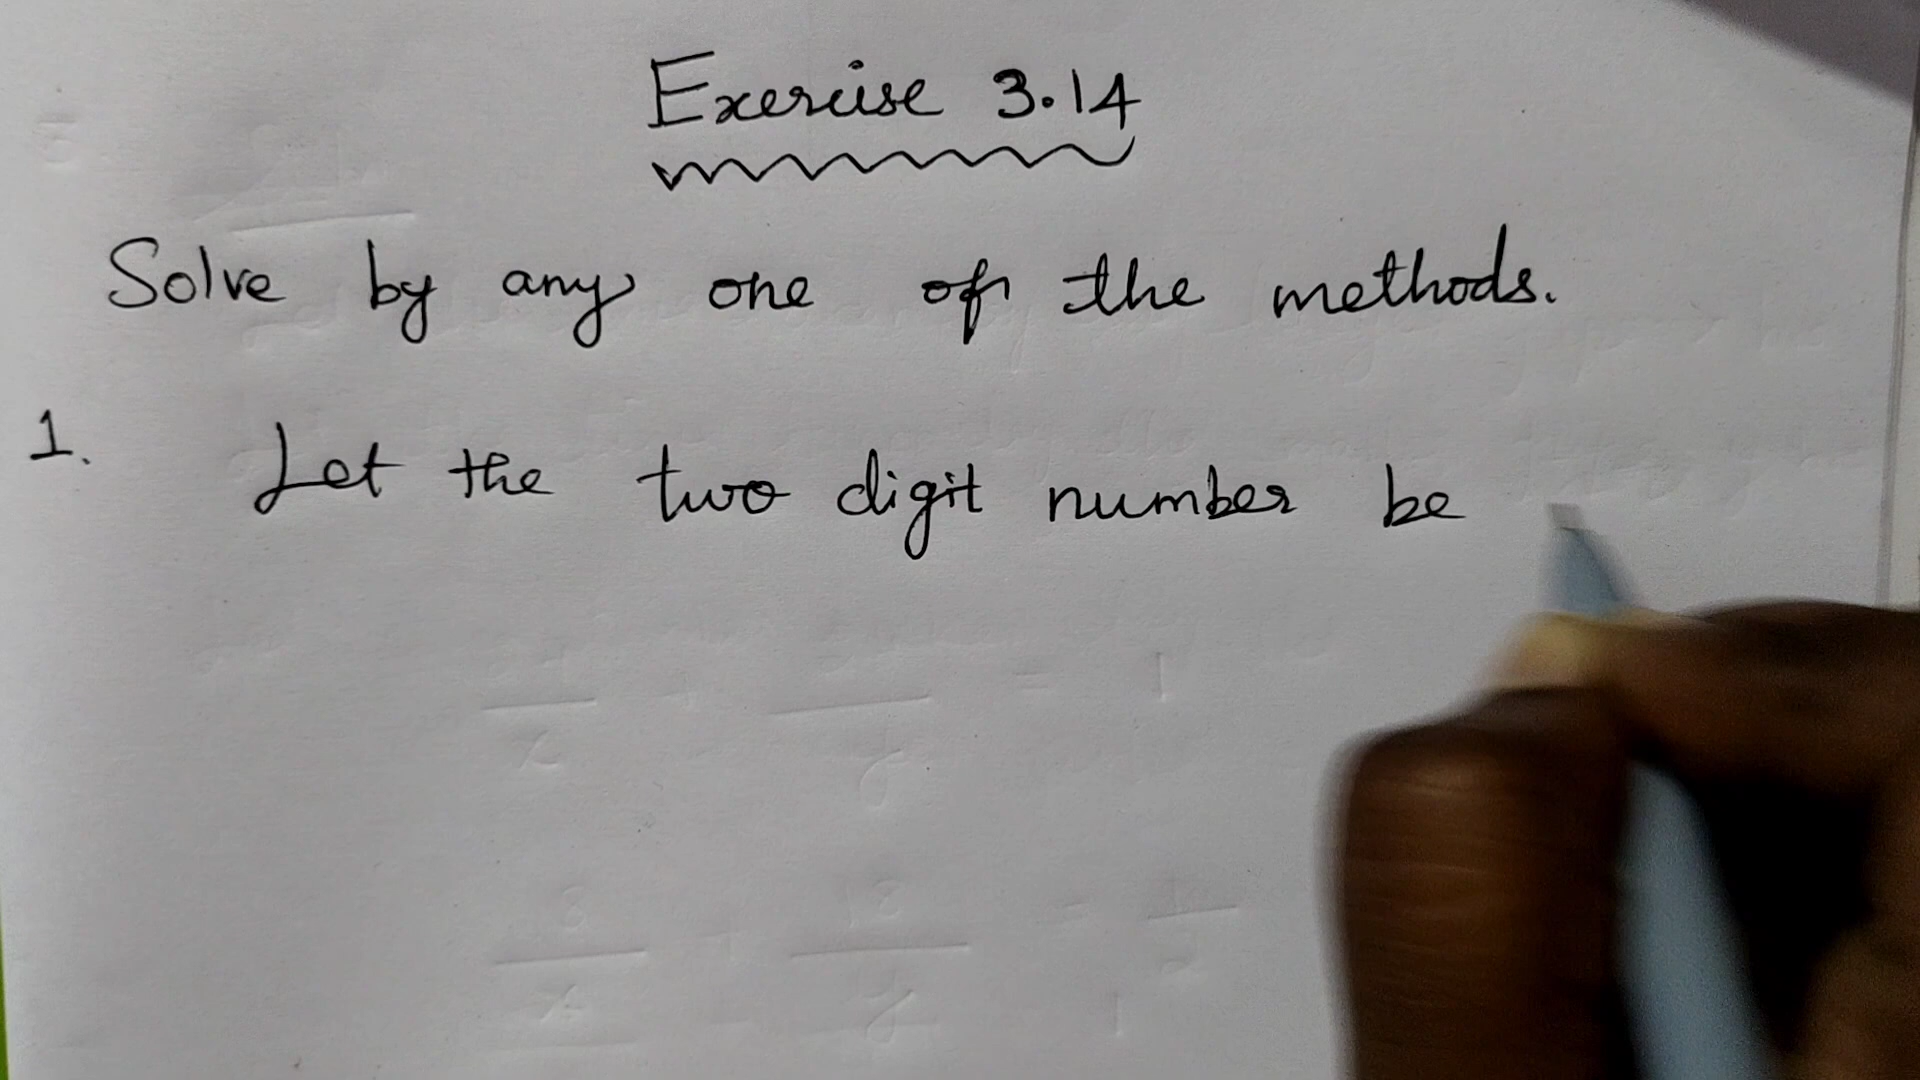 Exercise 3.14
Solve by any one of the methods.
1. Let the two digit number be